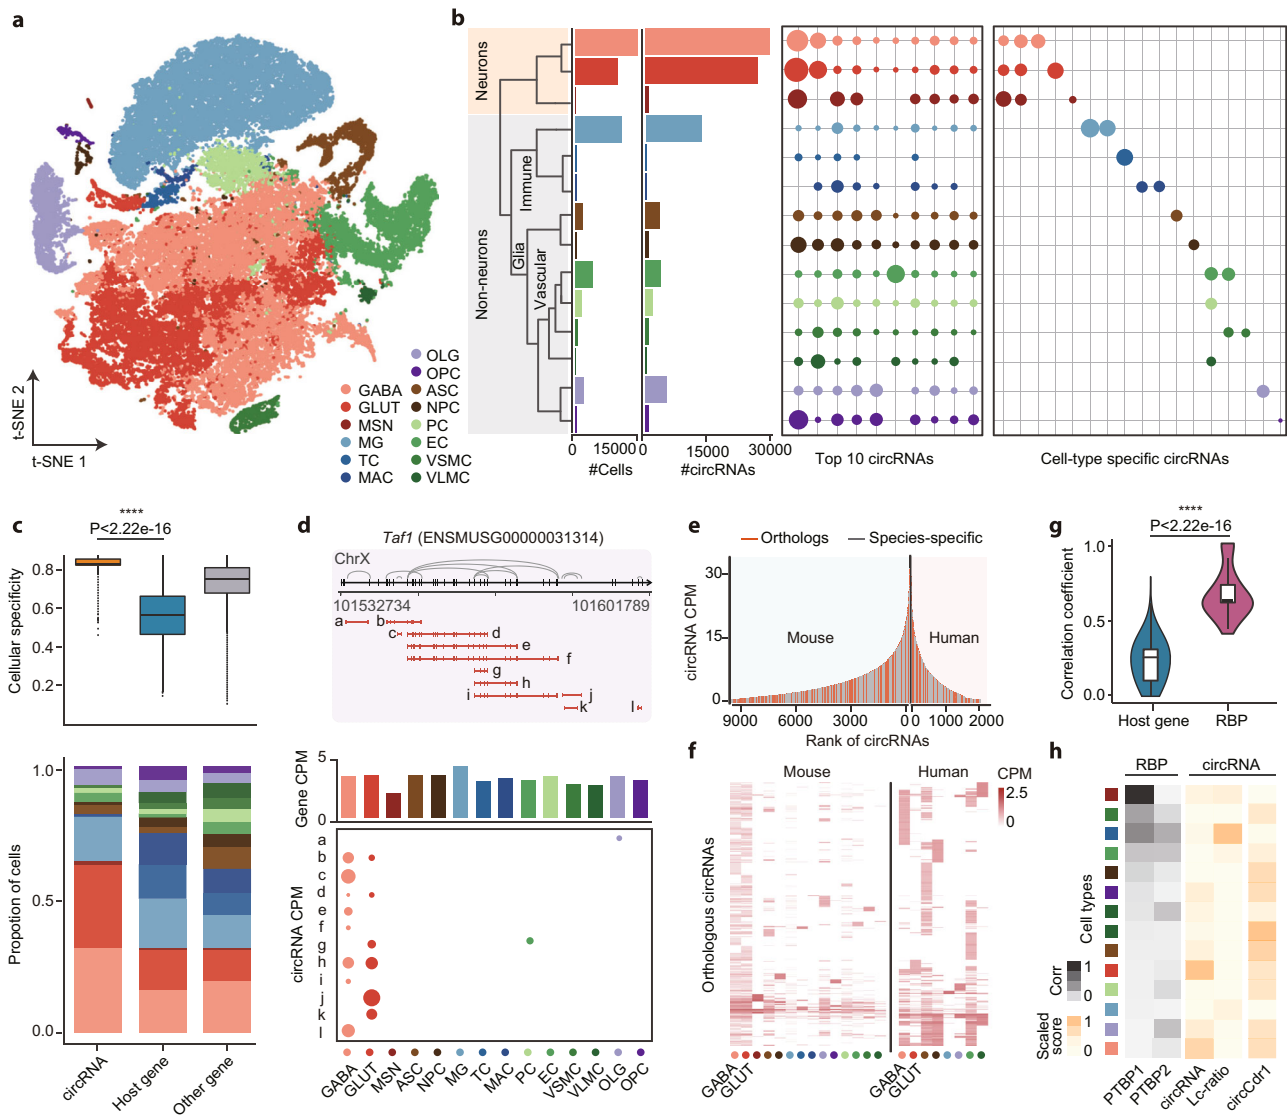 a
t-SNE 2
t-SNE 1
GABA
GLUT
MSN
MG
TC
MAC
OLG
OPC
ASC
NPC
PC
EC
VSMC
VLMC
b
Neurons
Non-neurons
Immune
Glia
Vascular
0
15000
#Cells
0
15000
30000
#circRNAs
Top 10 circRNAs
Cell-type specific circRNAs
c
****
P<2.22e-16
Cellular specificity
0.8
0.6
0.4
0.2
Propotion of cells
1.0
0.5
0.0
circRNA
Host gene
Other gene
d
Taf1 (ENSMUSG00000031314)
ChrX
101532734
101601789
a
b
c
d
e
f
g
h
i
j
k
l
Gene CPM
5
0
circRNA CPM
a
b
c
d
e
f
g
h
i
j
k
l
GABA
GLUT
MSN
ASC
NPC
MG
TC
MAC
PC
EC
VSMC
VLMC
OLG
OPC
e
Orthologs
Species-specific
circRNA CPM
30
15
0
Mouse
Human
9000
6000
3000
0
0
1000
2000
Rank of circRNAs
f
Mouse
Human
CPM
2.5
0
Orthologous circRNAs
GABA
GLUT
GABA
GLUT
g
****
P<2.22e-16
Correlation coefficient
1.0
0.5
0.0
Host gene
RBP
h
RBP
circRNA
Cell types
Corr
1
0
Scaled
score
1
0
PTBP1
PTBP2
circRNA
Lc-ratio
circCdr1